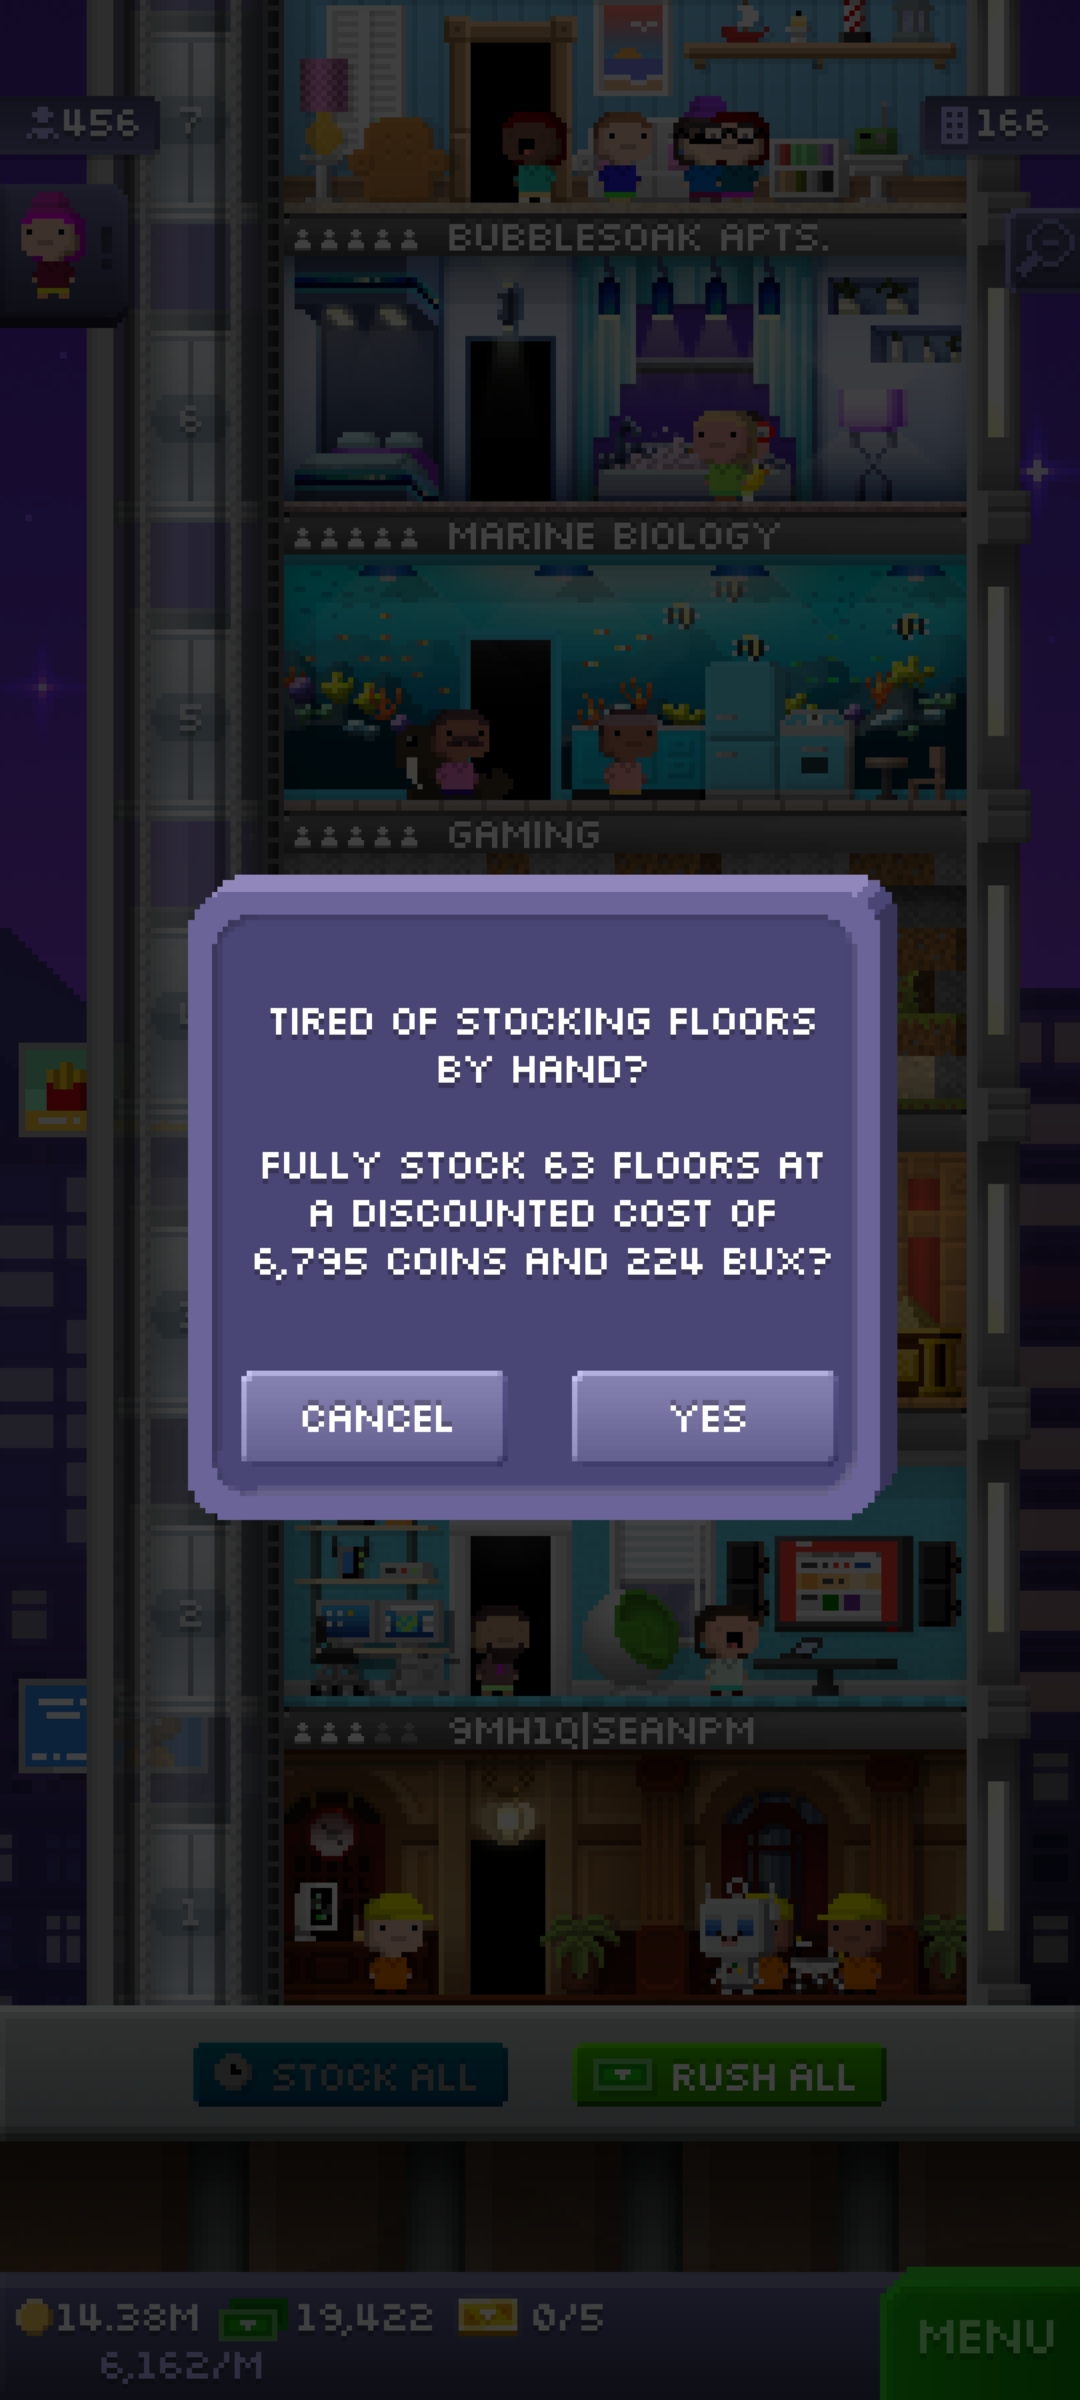 456
7
166
BUBBLESOAK APTS.
6
MARINE BIOLOGY
5
GAMING
TIRED OF STOCKING FLOORS
BY HAND?
FULLY STOCK 63 FLOORS AT
A DISCOUNTED COST OF
6,795 COINS AND 224 BUX?
CANCEL
YES
2
9MH1Q|SEANPM
1
STOCK ALL
RUSH ALL
14.38M
19,422
0/5
6,162/M
MENU